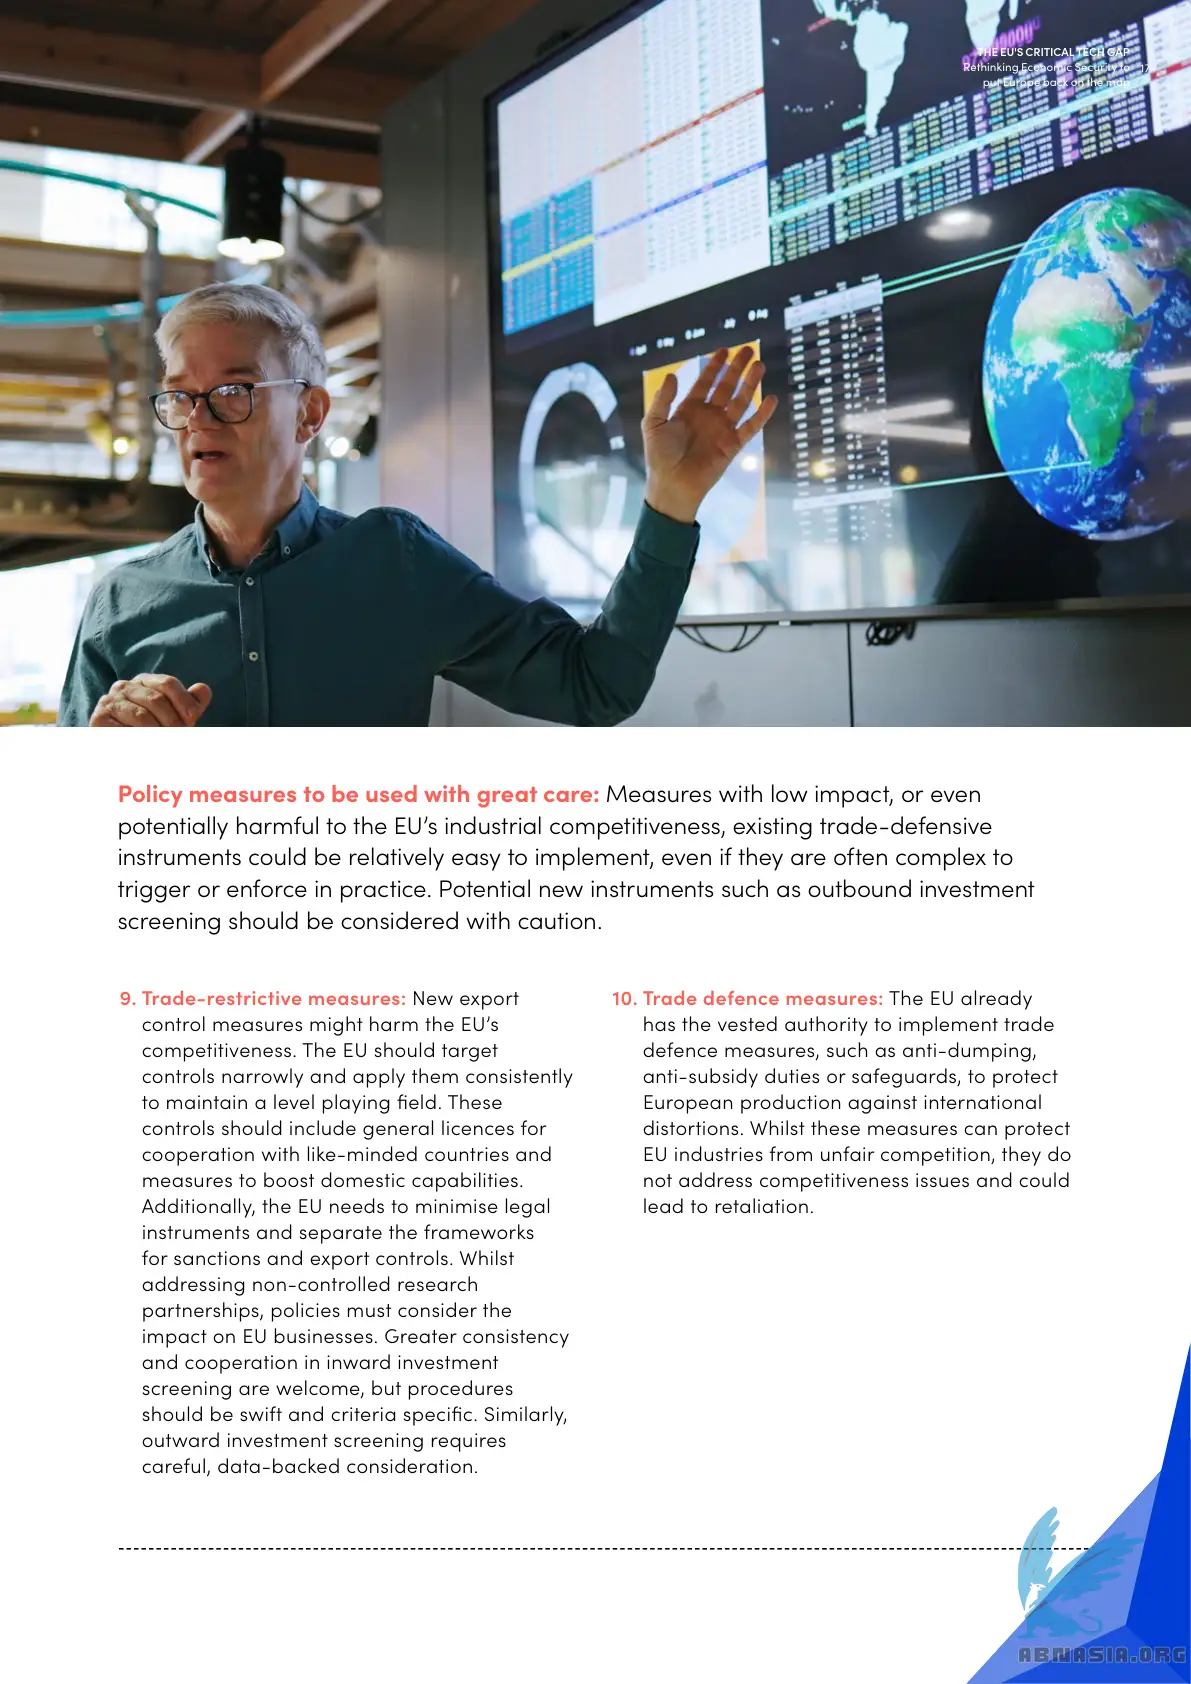 THE EU'S CRITICAL TECH GAP
Rethinking Economic Security to
put Europe back on the map
17
Policy measures to be used with great care: Measures with low impact, or even
potentially harmful to the EU’s industrial competitiveness, existing trade-defensive
instruments could be relatively easy to implement, even if they are often complex to
trigger or enforce in practice. Potential new instruments such as outbound investment
screening should be considered with caution.
9. Trade-restrictive measures: New export
control measures might harm the EU’s
competitiveness. The EU should target
controls narrowly and apply them consistently
to maintain a level playing field. These
controls should include general licences for
cooperation with like-minded countries and
measures to boost domestic capabilities.
Additionally, the EU needs to minimise legal
instruments and separate the frameworks
for sanctions and export controls. Whilst
addressing non-controlled research
partnerships, policies must consider the
impact on EU businesses. Greater consistency
and cooperation in inward investment
screening are welcome, but procedures
should be swift and criteria specific. Similarly,
outward investment screening requires
careful, data-backed consideration.
10. Trade defence measures: The EU already
has the vested authority to implement trade
defence measures, such as anti-dumping,
anti-subsidy duties or safeguards, to protect
European production against international
distortions. Whilst these measures can protect
EU industries from unfair competition, they do
not address competitiveness issues and could
lead to retaliation.
ABNASIA.ORG